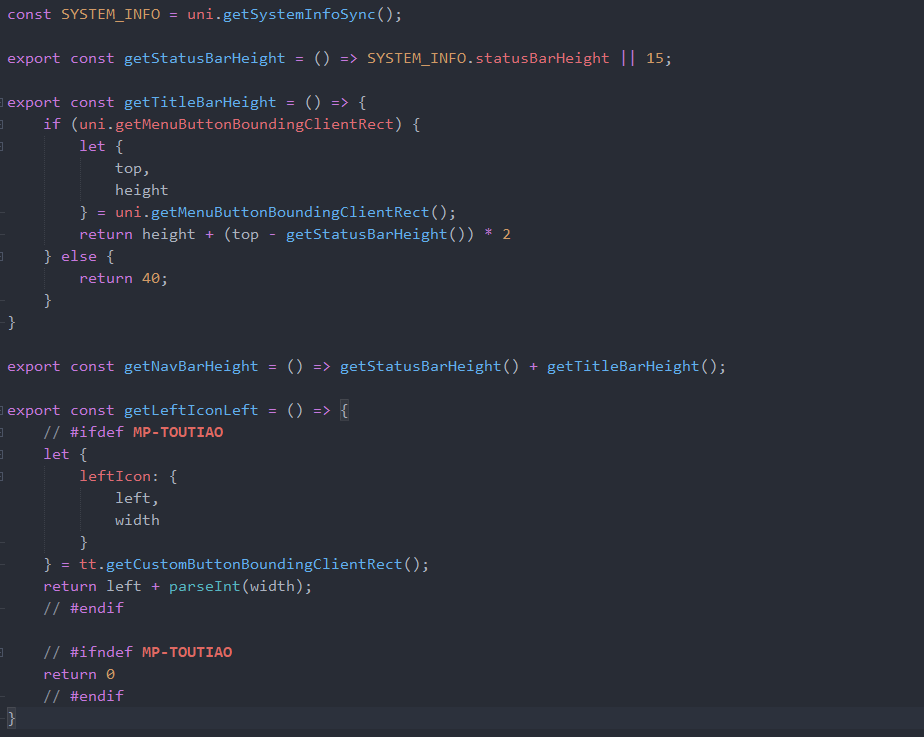 const SYSTEM_INFO = uni.getSystemInfoSync();

export const getStatusBarHeight = () => SYSTEM_INFO.statusBarHeight || 15;

export const getTitleBarHeight = () => {
    if (uni.getMenuButtonBoundingClientRect) {
        let {
            top,
            height
        } = uni.getMenuButtonBoundingClientRect();
        return height + (top - getStatusBarHeight()) * 2
    } else {
        return 40;
    }
}

export const getNavBarHeight = () => getStatusBarHeight() + getTitleBarHeight();

export const getLeftIconLeft = () => {
    // #ifdef MP-TOUTIAO
    let {
        leftIcon: {
            left,
            width
        }
    } = tt.getCustomButtonBoundingClientRect();
    return left + parseInt(width);
    // #endif

    // #ifndef MP-TOUTIAO
    return 0
    // #endif
}